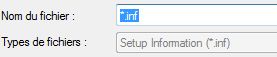 Nom du fichier : *.inf
Types de fichiers : Setup Information (*.inf)